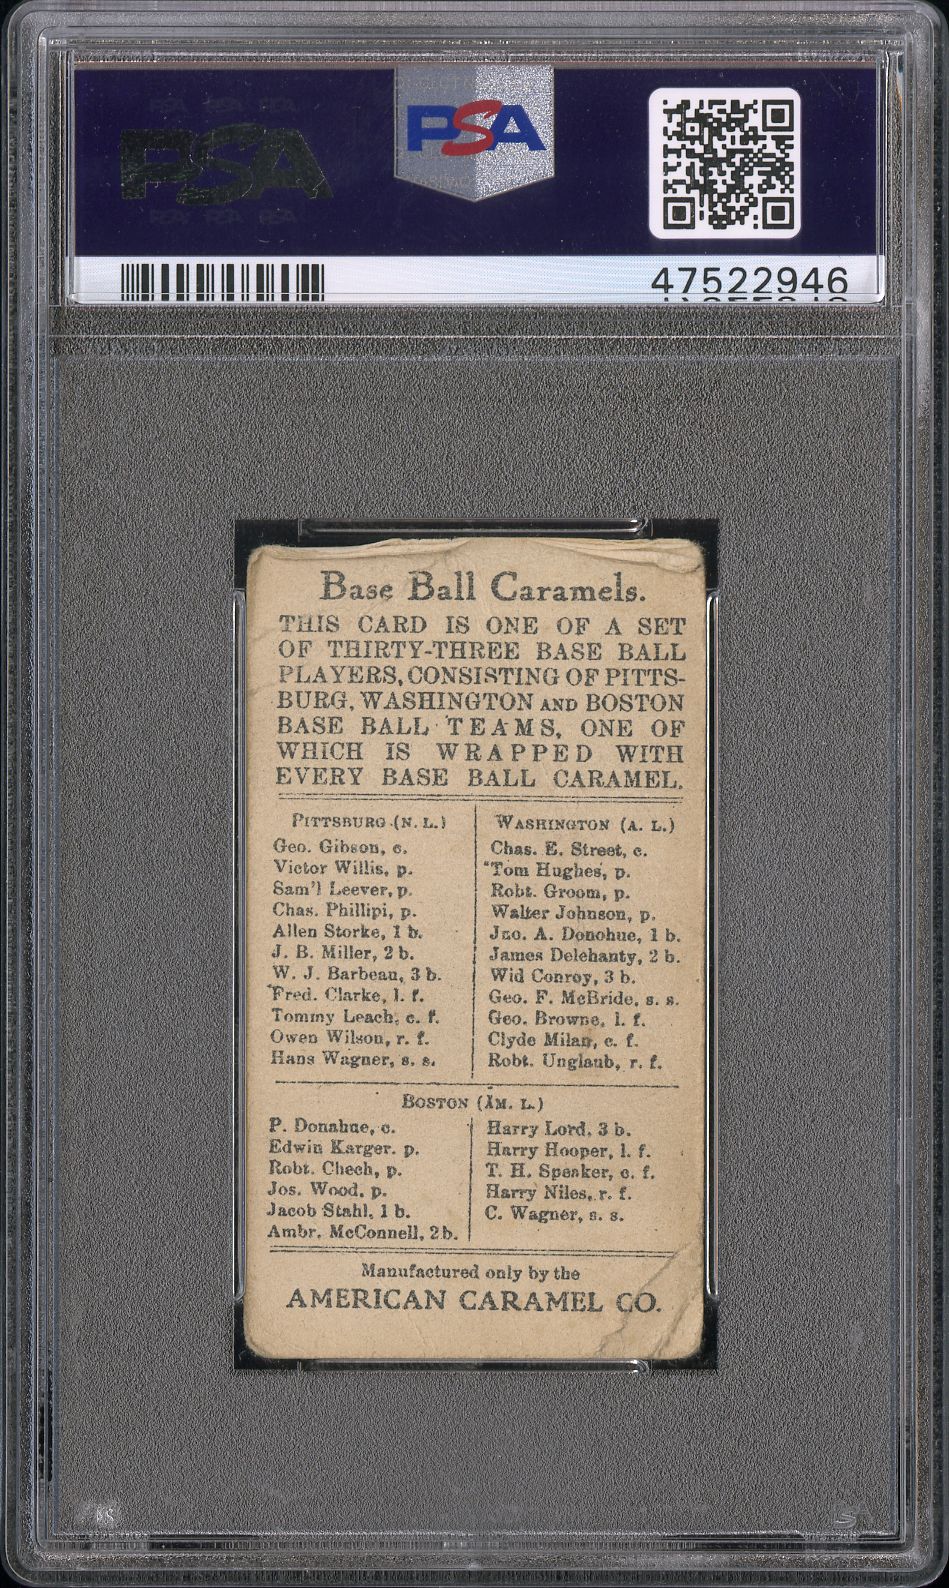 PSA
PSA
47522946
Base Ball Caramels.
THIS CARD IS ONE OF A SET
OF THIRTY-THREE BASE BALL
PLAYERS, CONSISTING OF PITTS-
BURG, WASHINGTON AND BOSTON
BASE BALL TEAMS, ONE OF
WHICH IS WRAPPED WITH
EVERY BASE BALL CARAMEL.
PITTSBURG (N. L.)
Geo. Gibson, c.
Victor Willis, p.
Sam'l Leever, p.
Chas. Phillipi, p.
Allen Storke, 1 b.
J. B. Miller, 2 b.
W. J. Barbeau, 3 b.
Fred. Clarke, l. f.
Tommy Leach, c. f.
Owen Wilson, r. f.
Hans Wagner, s. s.
WASHINGTON (A. L.)
Chas. E. Street, c.
Tom Hughes, p.
Robt. Groom, p.
Walter Johnson, p.
Jno. A. Donohue, 1 b.
James Delehanty, 2 b.
Wid Conroy, 3 b.
Geo. F. McBride, s. s.
Geo. Browne, l. f.
Clyde Milan, c. f.
Robt. Unglaub, r. f.
BOSTON (AM. L.)
P. Donahue, c.
Edwin Karger. p.
Robt. Chech, p.
Jos. Wood. p.
Jacob Stahl, 1 b.
Ambr. McConnell, 2 b.
Harry Lord, 3 b.
Harry Hooper, l. f.
T. H. Speaker, c. f.
Harry Niles, r. f.
C. Wagner, s. s.
Manufactured only by the
AMERICAN CARAMEL CO.